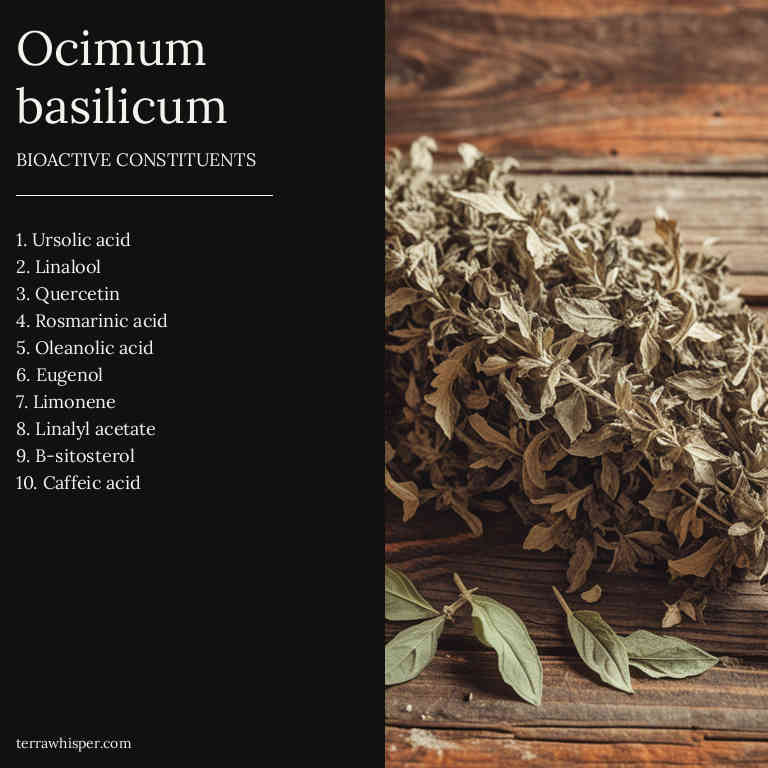 Ocimum
basilicum
BIOACTIVE CONSTITUENTS
1. Ursolic acid
2. Linalool
3. Quercetin
4. Rosmarinic acid
5. Oleanolic acid
6. Eugenol
7. Limonene
8. Linalyl acetate
9. B-sitosterol
10. Caffeic acid
terrawhisper.com